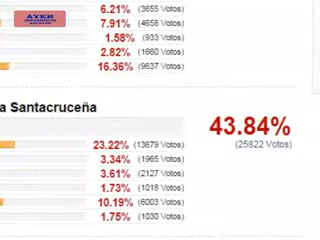 6.21% (3655 Votos)
AYER
7.91% (4658 Votos)
1.58% (933 Votos)
2.82% (1660 Votos)
16.36% (9637 Votos)
a Santacruceña
43.84%
(25822 Votos)
23.22% (13679 Votos)
3.34% (1965 Votos)
3.61% (2127 Votos)
1.73% (1018 Votos)
10.19% (6003 Votos)
1.75% (1030 Votos)